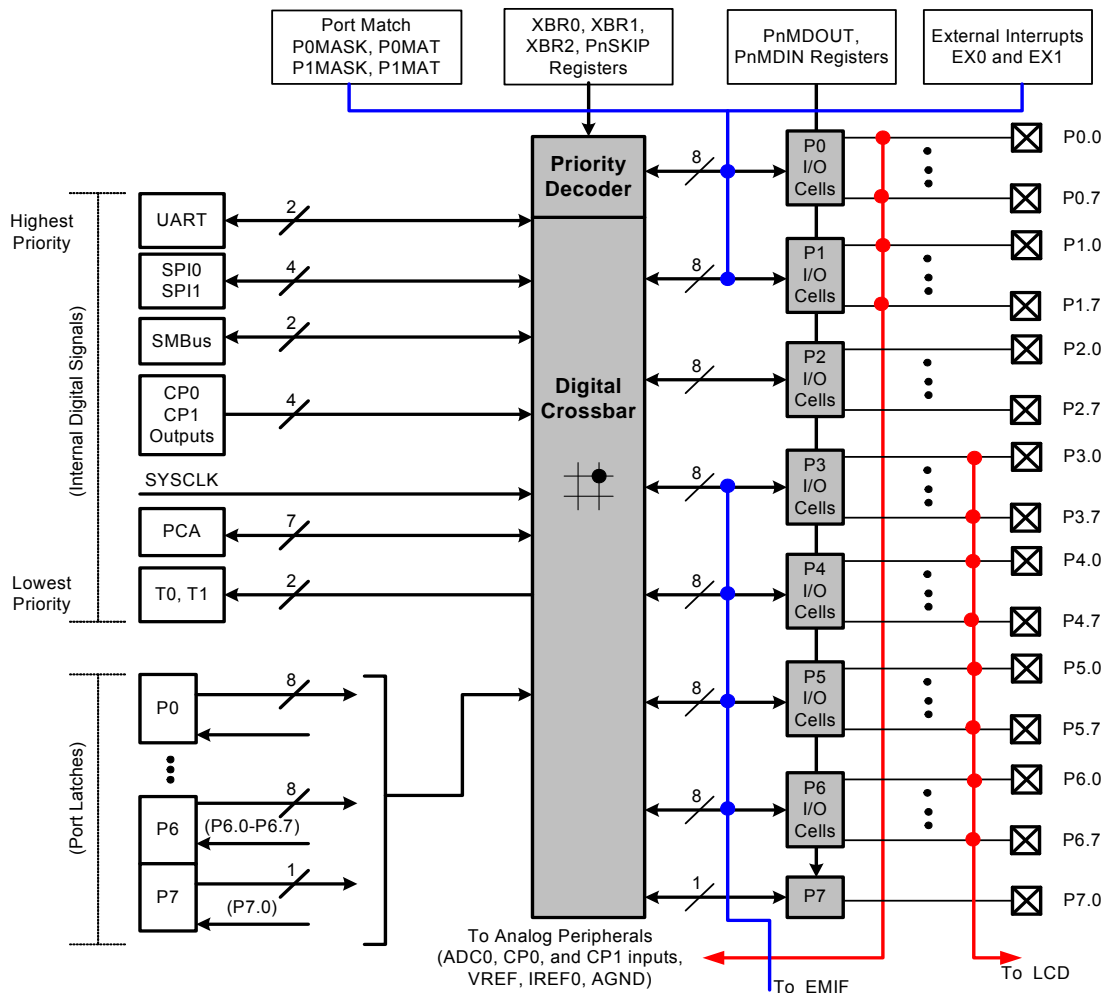 Port Match
P0MASK, P0MAT
P1MASK, P1MAT
XBR0, XBR1,
XBR2, PnSKIP
Registers
PnMDOUT,
PnMDIN Registers
External Interrupts
EX0 and EX1
Highest
Priority
(Internal Digital Signals)
Lowest
Priority
UART
2
SPI0
SPI1
4
SMBus
2
CP0
CP1
Outputs
4
SYSCLK
PCA
7
T0, T1
2
(Port Latches)
P0
8
P6
8
(P6.0-P6.7)
P7
1
(P7.0)
Priority
Decoder
Digital
Crossbar
8
P0
I/O
Cells
P0.0
P0.7
8
P1
I/O
Cells
P1.0
P1.7
8
P2
I/O
Cells
P2.0
P2.7
8
P3
I/O
Cells
P3.0
P3.7
8
P4
I/O
Cells
P4.0
P4.7
8
P5
I/O
Cells
P5.0
P5.7
8
P6
I/O
Cells
P6.0
P6.7
1
P7
P7.0
To Analog Peripherals
(ADC0, CP0, and CP1 inputs,
VREF, IREF0, AGND)
To EMIF
To LCD